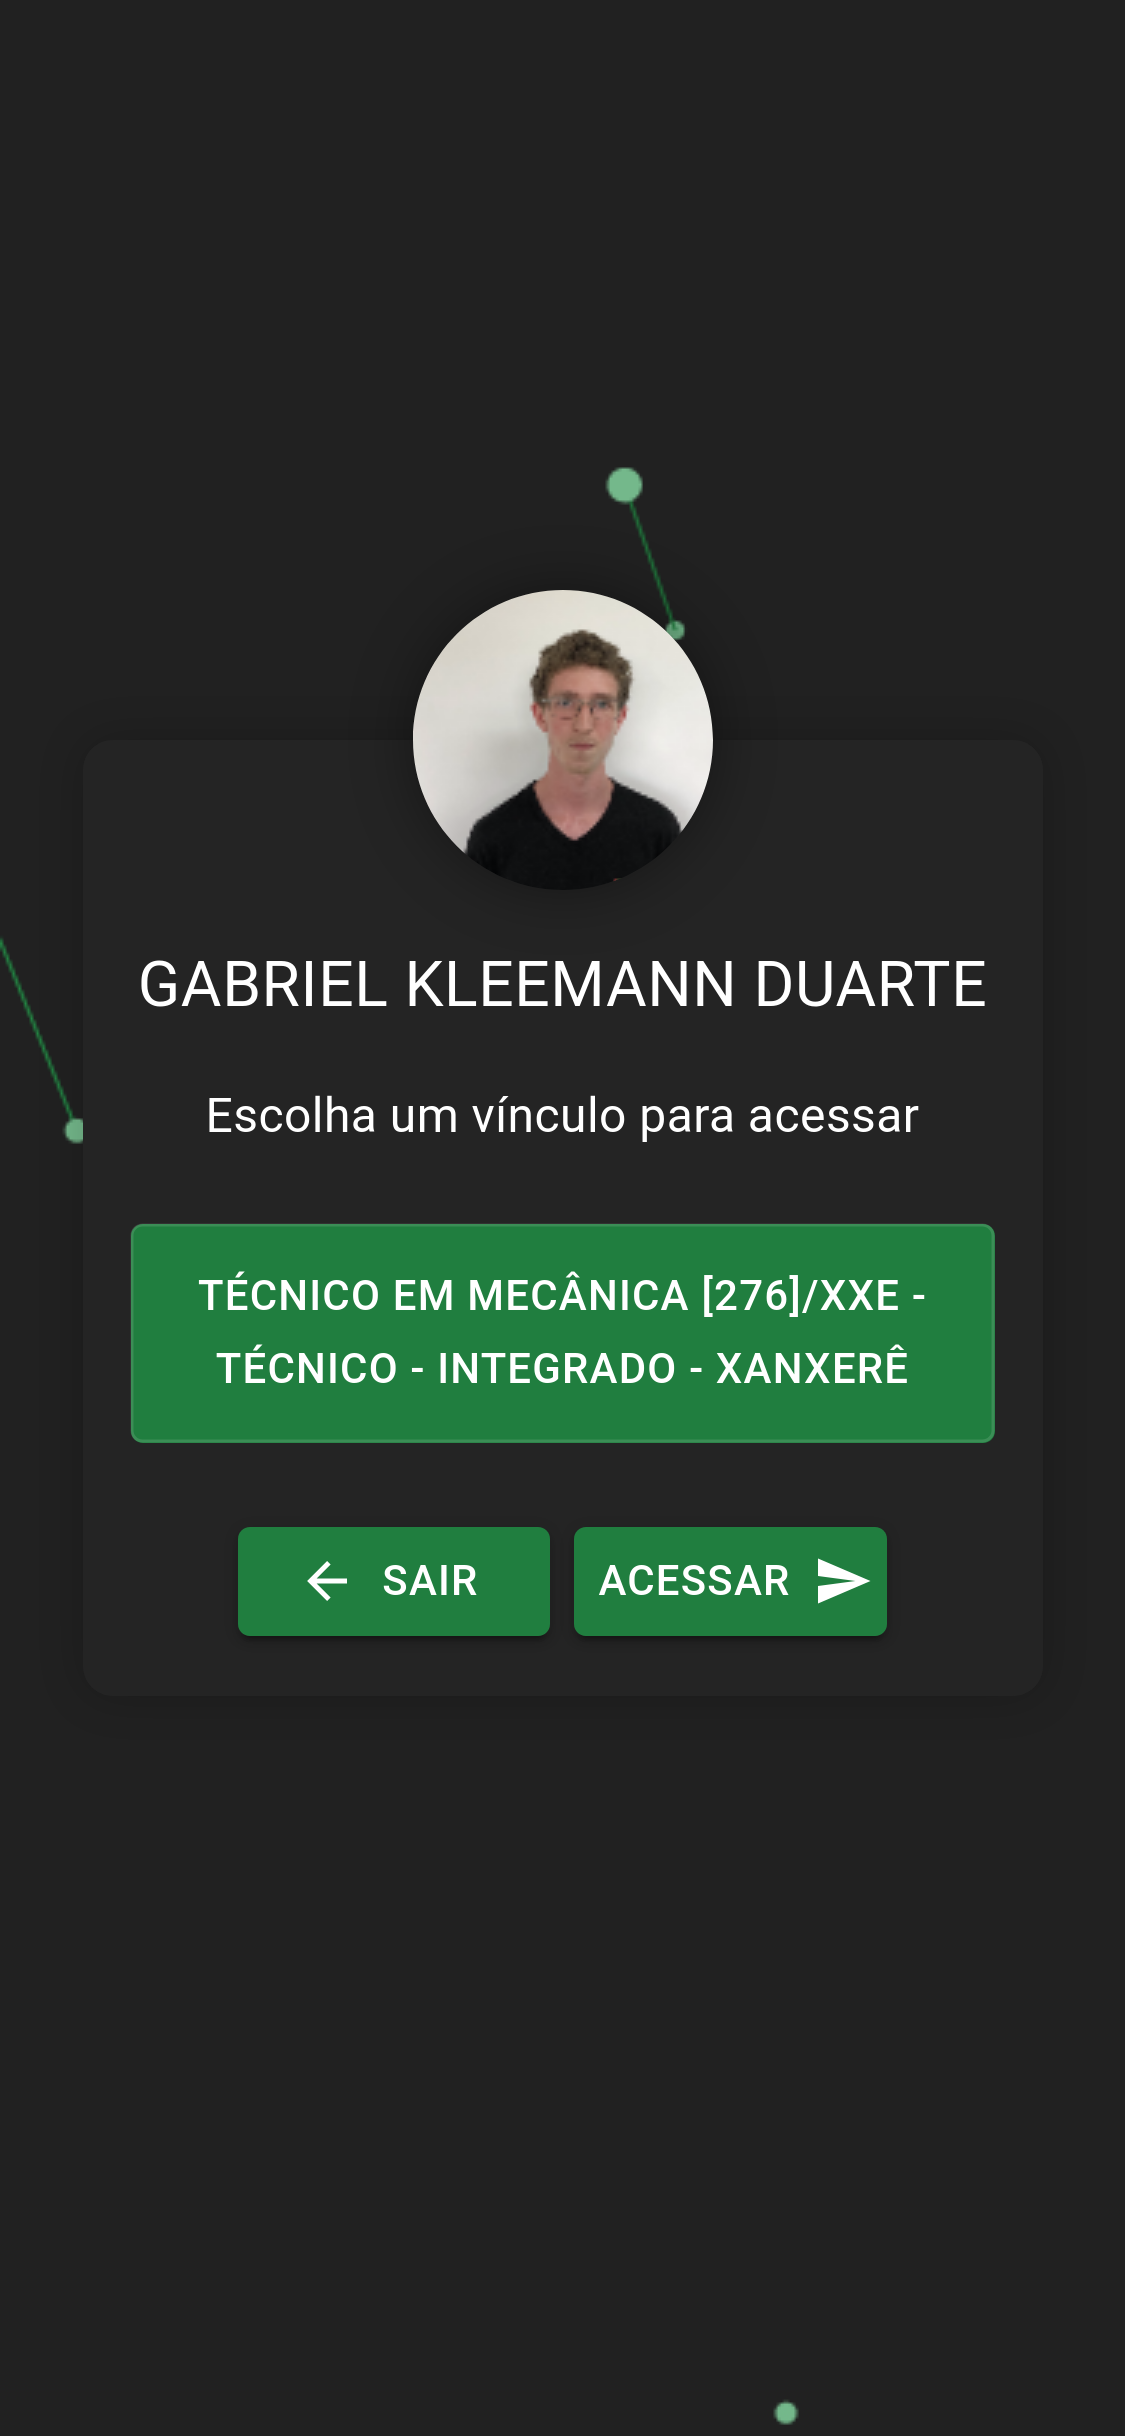 GABRIEL KLEEMANN DUARTE
Escolha um vínculo para acessar
TÉCNICO EM MECÂNICA [276]/XXE -
TÉCNICO - INTEGRADO - XANXERÊ
SAIR
ACESSAR